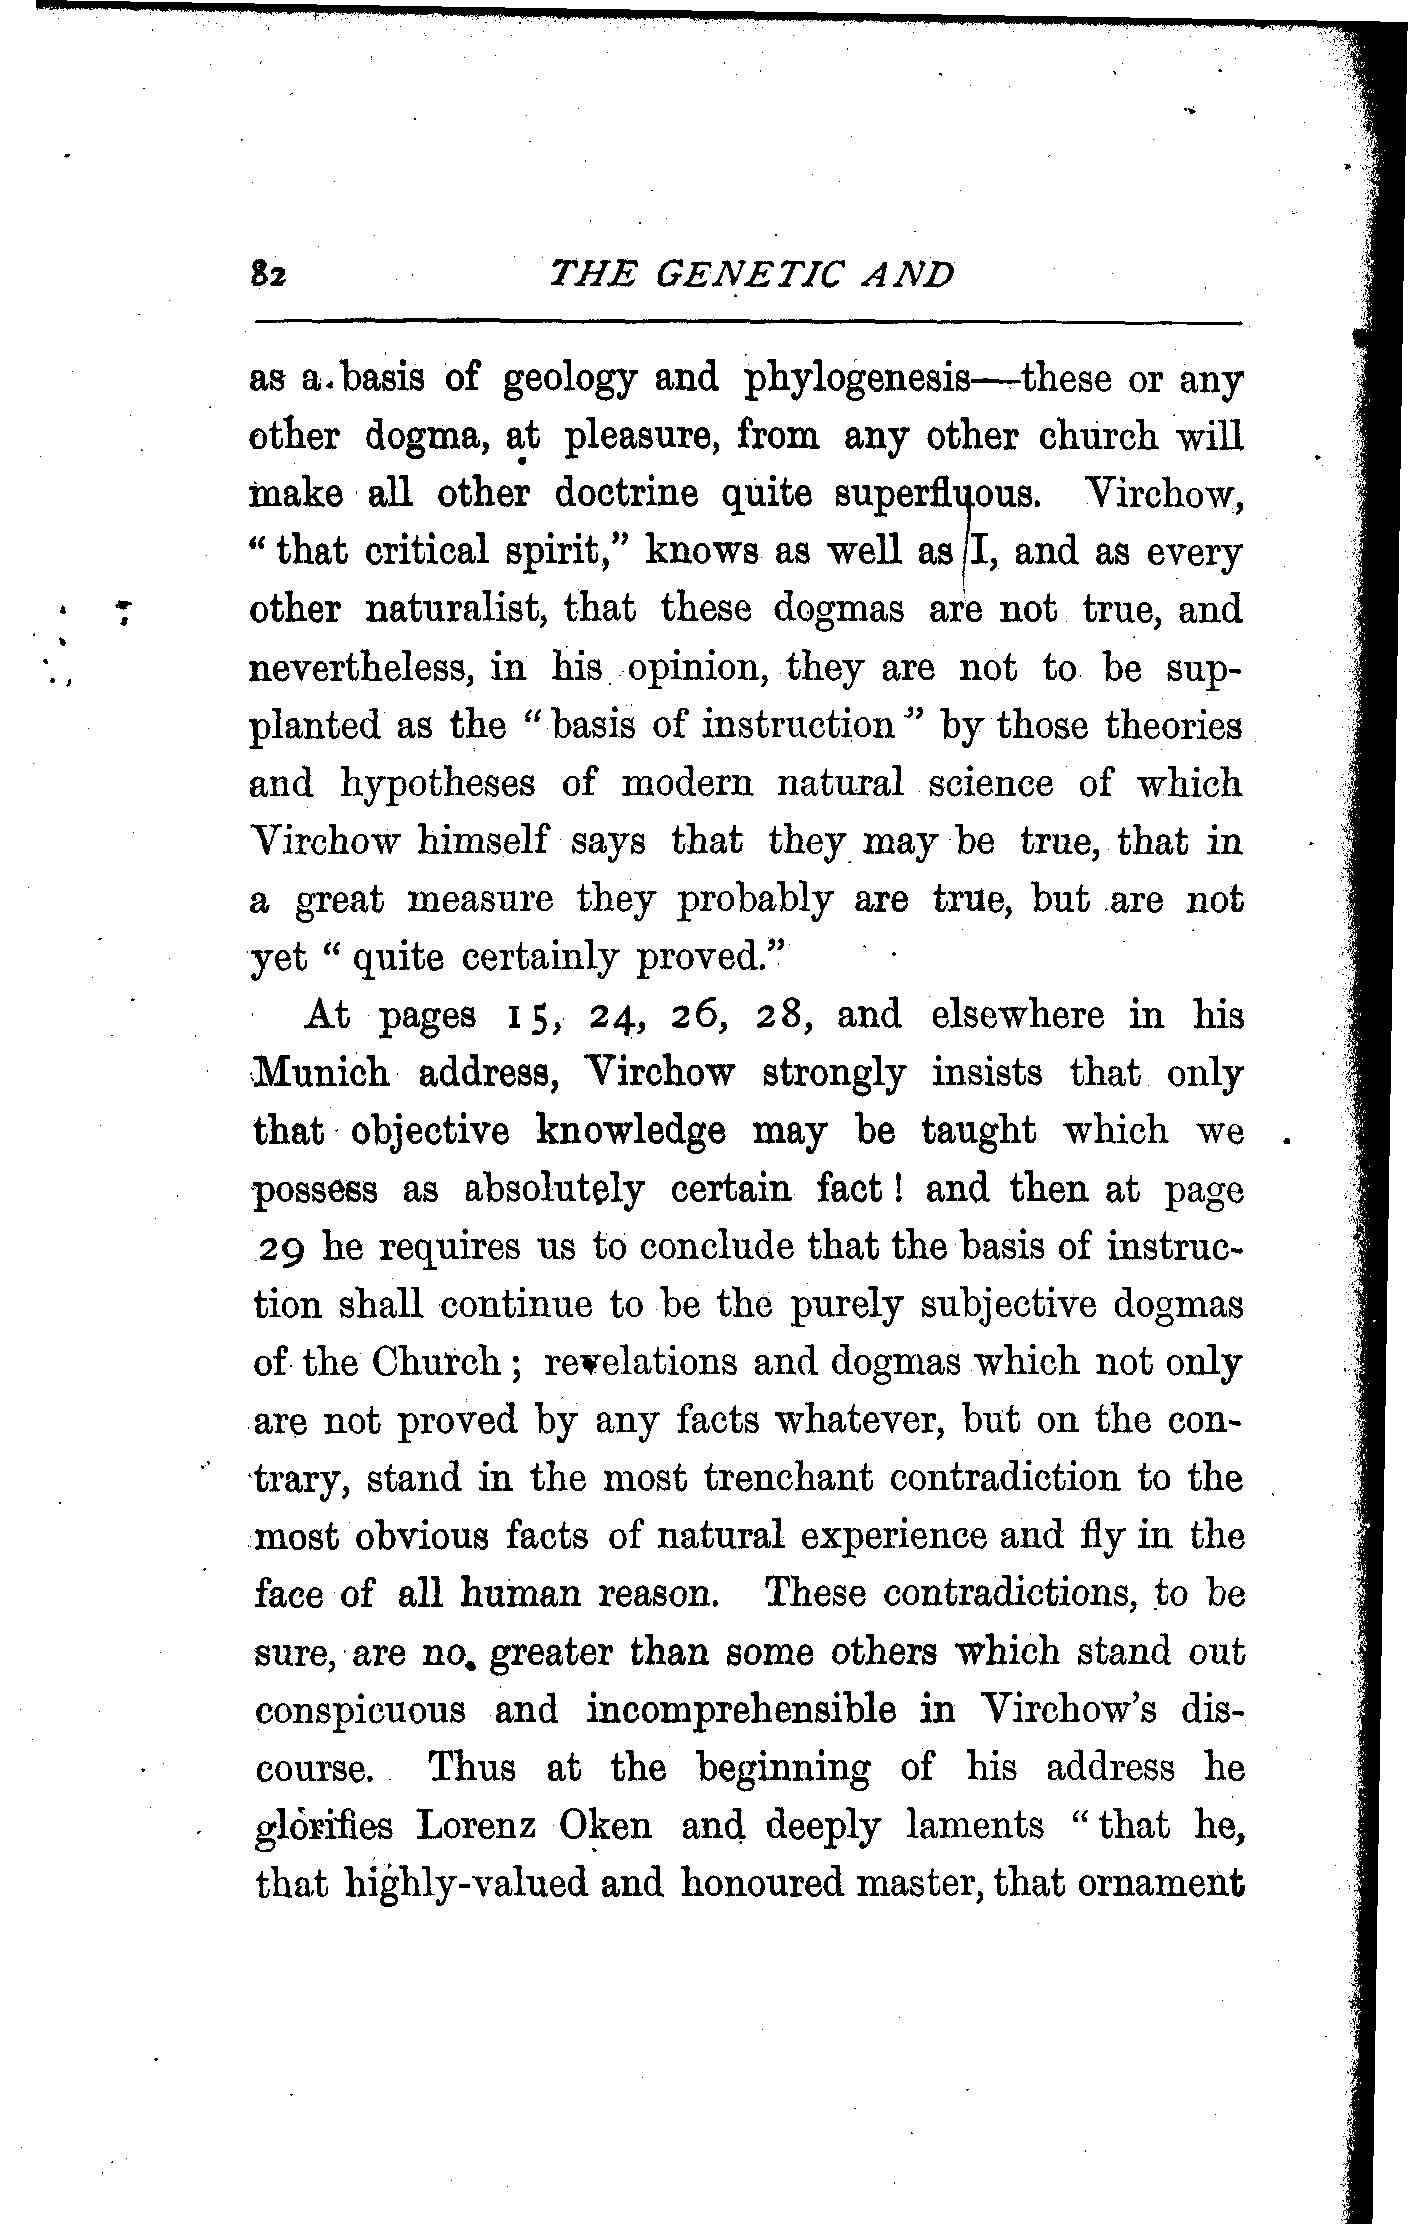 82 THE GENETIC AND
as a basis of geology and phylogenesis—these or any
other dogma, at pleasure, from any other church will
make all other doctrine quite superfluous. Virchow,
“ that critical spirit,” knows as well as I, and as every
other naturalist, that these dogmas are not true, and
nevertheless, in his opinion, they are not to be sup-
planted as the “ basis of instruction ” by those theories
and hypotheses of modern natural science of which
Virchow himself says that they may be true, that in
a great measure they probably are true, but are not
yet “ quite certainly proved.”
At pages 15, 24, 26, 28, and elsewhere in his
Munich address, Virchow strongly insists that only
that objective knowledge may be taught which we
possess as absolutely certain fact ! and then at page
29 he requires us to conclude that the basis of instruc-
tion shall continue to be the purely subjective dogmas
of the Church ; revelations and dogmas which not only
are not proved by any facts whatever, but on the con-
trary, stand in the most trenchant contradiction to the
most obvious facts of natural experience and fly in the
face of all human reason. These contradictions, to be
sure, are no greater than some others which stand out
conspicuous and incomprehensible in Virchow’s dis-
course. Thus at the beginning of his address he
glorifies Lorenz Oken and deeply laments “ that he,
that highly-valued and honoured master, that ornament